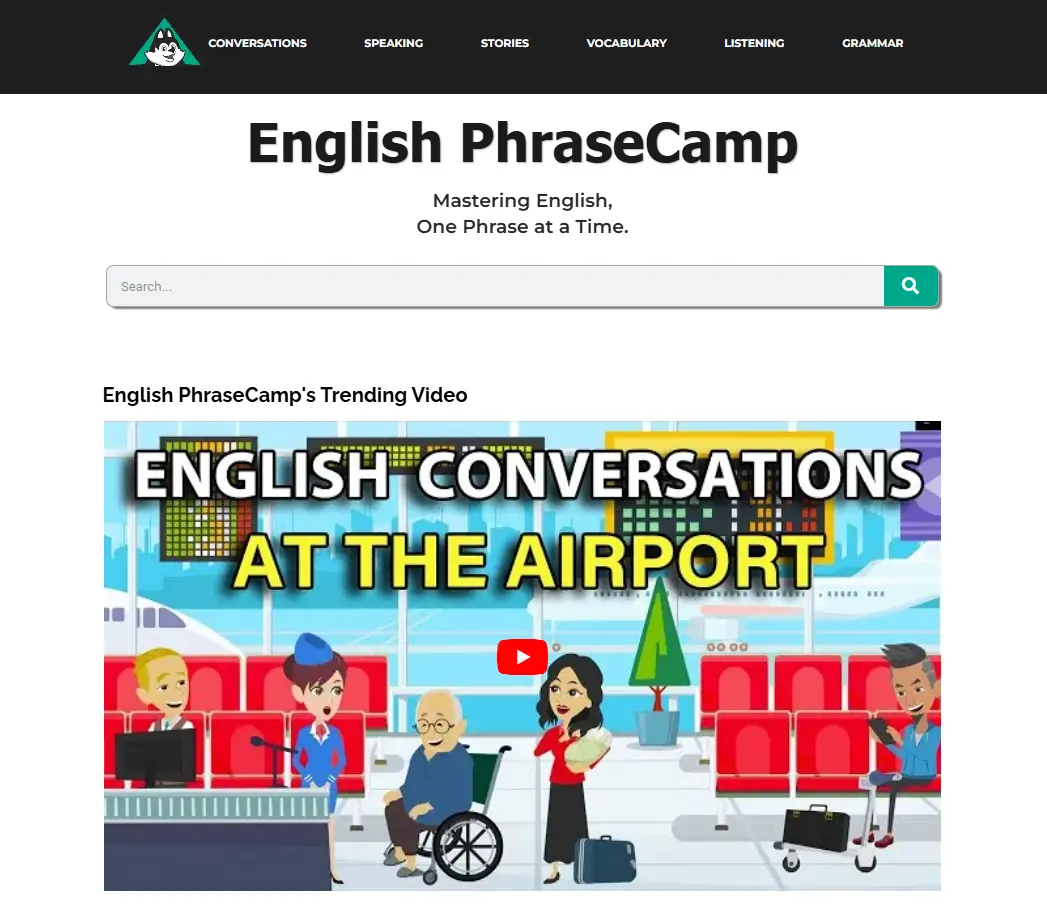 CONVERSATIONS SPEAKING STORIES VOCABULARY LISTENING GRAMMAR
English PhraseCamp
Mastering English,
One Phrase at a Time.
Search...
English PhraseCamp's Trending Video
ENGLISH CONVERSATIONS
AT THE AIRPORT